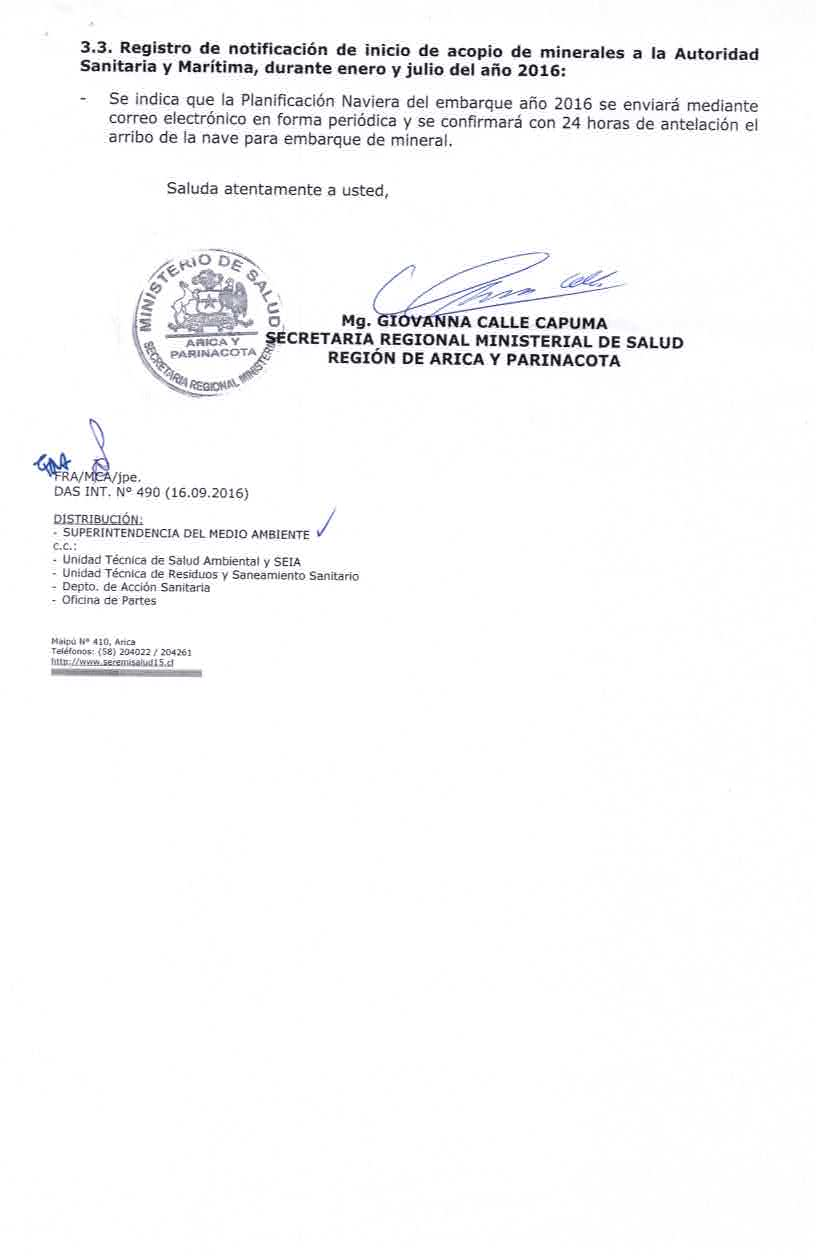 3.3. Registro de notificación de inicio de acopio de minerales a la Autoridad
Sanitaria y Marítima, durante enero y julio del año 2016:
- Se indica que la Planificación Naviera del embarque año 2016 se enviará mediante
correo electrónico en forma periódica y se confirmará con 24 horas de antelación el
arribo de la nave para embarque de mineral.
Saluda atentamente a usted,
MINISTERIO DE SALUD
ARICA Y
PARINACOTA
SECRETARIA REGIONAL MINISTERIAL
Mg. GIOVANNA CALLE CAPUMA
SECRETARIA REGIONAL MINISTERIAL DE SALUD
REGIÓN DE ARICA Y PARINACOTA
FRA/MCA/jpe.
DAS INT. Nº 490 (16.09.2016)
DISTRIBUCIÓN:
- SUPERINTENDENCIA DEL MEDIO AMBIENTE
c.c.:
- Unidad Técnica de Salud Ambiental y SEIA
- Unidad Técnica de Residuos y Saneamiento Sanitario
- Depto. de Acción Sanitaria
- Oficina de Partes
Maipú Nº 410, Arica
Teléfonos: (58) 204022 / 204261
http://www.seremisalud15.cl